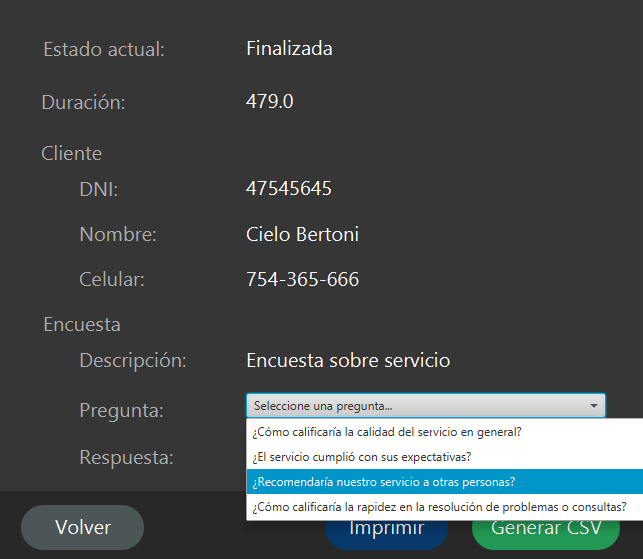 Estado actual: Finalizada
Duración: 479.0
Cliente
DNI: 47545645
Nombre: Cielo Bertoni
Celular: 754-365-666
Encuesta
Descripción: Encuesta sobre servicio
Pregunta: Seleccione una pregunta...
¿Cómo calificaría la calidad del servicio en general?
Respuesta: ¿El servicio cumplió con sus expectativas?
¿Recomendaría nuestro servicio a otras personas?
¿Cómo calificaría la rapidez en la resolución de problemas o consultas?
Volver Imprimir Generar CSV